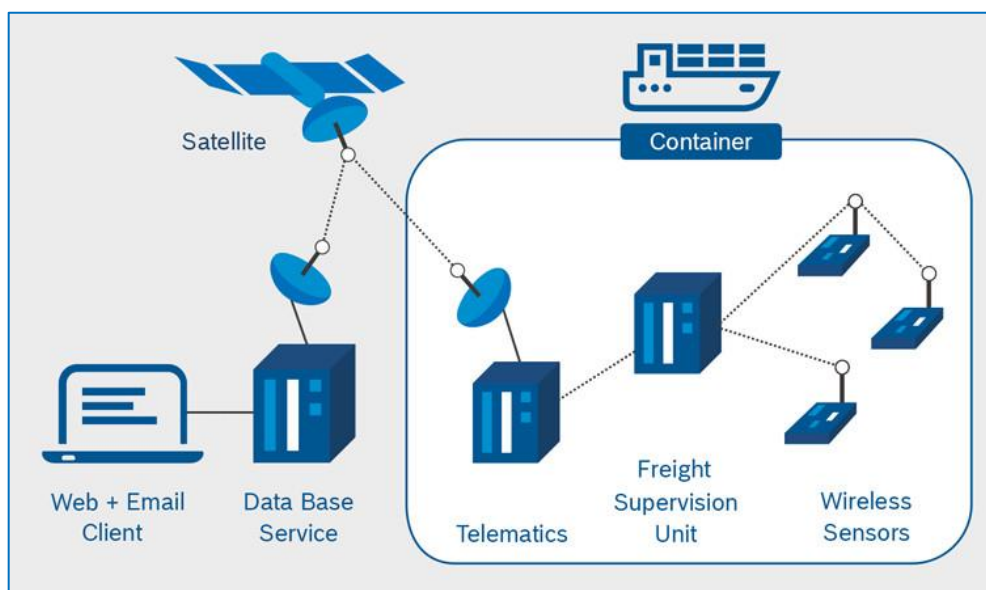 Satellite
Container
Web + Email
Client
Data Base
Service
Telematics
Freight
Supervision
Unit
Wireless
Sensors